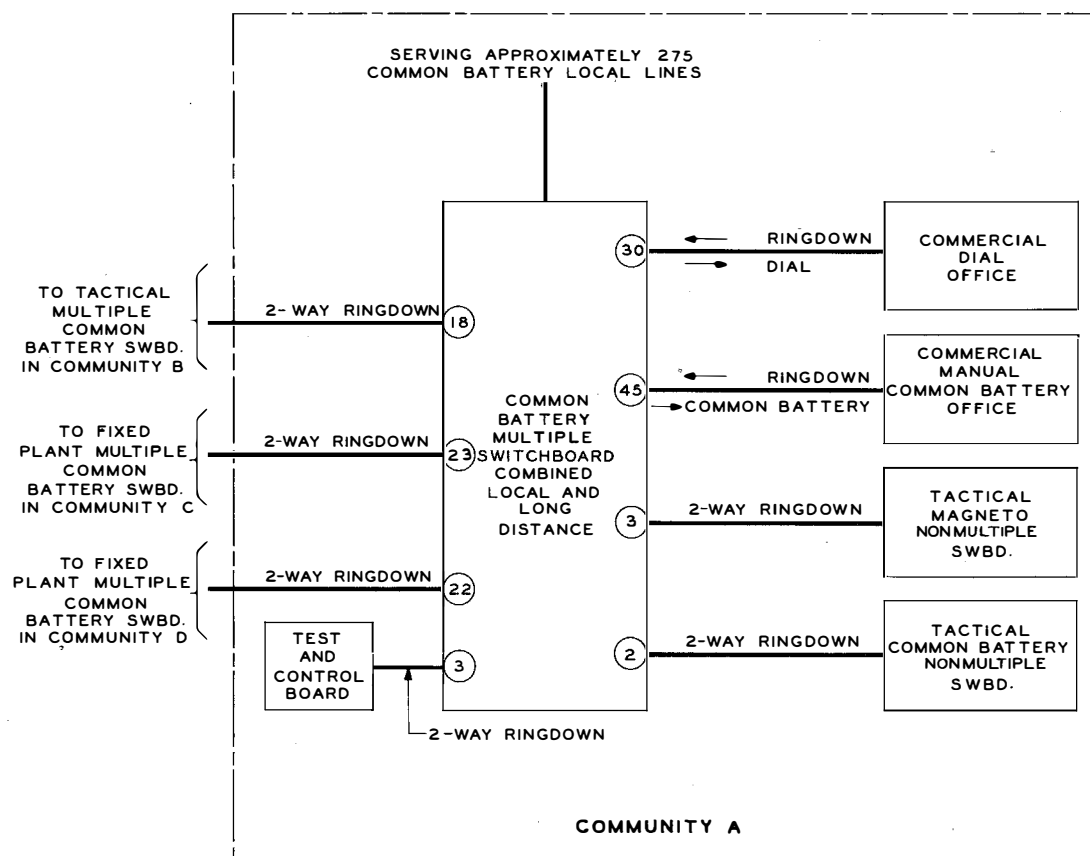 SERVING APPROXIMATELY 275
COMMON BATTERY LOCAL LINES
TO TACTICAL
MULTIPLE
COMMON
BATTERY SWBD.
IN COMMUNITY B
2-WAY RINGDOWN
18
TO FIXED
PLANT MULTIPLE
COMMON
BATTERY SWBD.
IN COMMUNITY C
2-WAY RINGDOWN
23
TO FIXED
PLANT MULTIPLE
COMMON
BATTERY SWBD.
IN COMMUNITY D
2-WAY RINGDOWN
22
TEST
AND
CONTROL
BOARD
3
2-WAY RINGDOWN
COMMON
BATTERY
MULTIPLE
SWITCHBOARD
COMBINED
LOCAL AND
LONG
DISTANCE
30
RINGDOWN
DIAL
COMMERCIAL
DIAL
OFFICE
45
RINGDOWN
COMMON BATTERY
COMMERCIAL
MANUAL
COMMON BATTERY
OFFICE
3
2-WAY RINGDOWN
TACTICAL
MAGNETO
NONMULTIPLE
SWBD.
2
2-WAY RINGDOWN
TACTICAL
COMMON BATTERY
NONMULTIPLE
SWBD.
COMMUNITY A